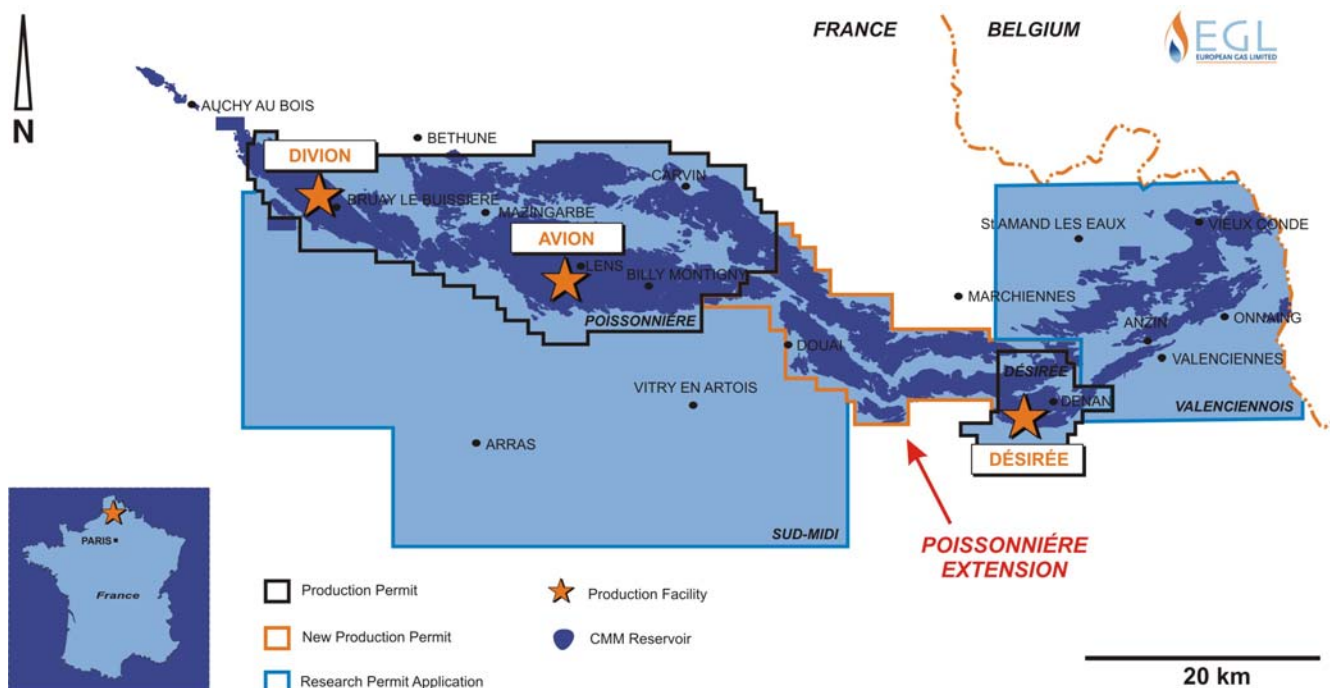 FRANCE
BELGIUM
EGL
EUROPEAN GAS LIMITED
N
AUCHY AU BOIS
BETHUNE
DIVION
CARVIN
BRUAY LE BUISSIERE
MAZINGARBE
AVION
LENS
BILLY MONTIGNY
POISSONNIÈRE
St AMAND LES EAUX
VIEUX CONDE
MARCHIENNES
ONNAING
ANZIN
VALENCIENNES
DOUAI
DÉSIRÉE
DENAN
VITRY EN ARTOIS
VALENCIENNOIS
ARRAS
DÉSIRÉE
SUD-MIDI
POISSONNIÉRE
EXTENSION
PARIS
France
Production Permit
Production Facility
New Production Permit
CMM Reservoir
Research Permit Application
20 km